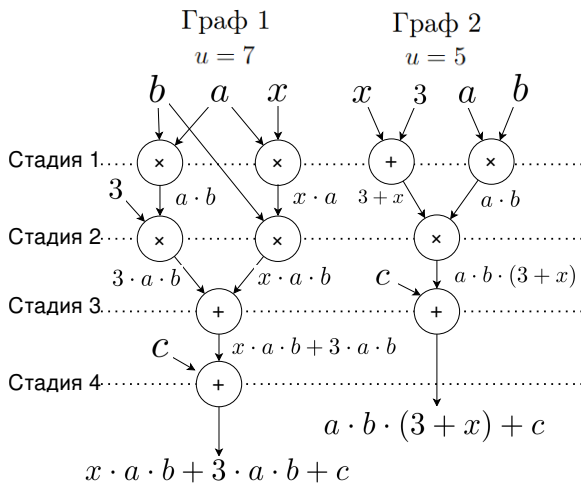 Граф 1 Граф 2
u = 7 u = 5
b a x x 3 a b
Стадия 1 × × + ×
3 a · b x · a 3 + x a · b
Стадия 2 × × ×
3 · a · b x · a · b c a · b · (3 + x)
Стадия 3 + +
c x · a · b + 3 · a · b
Стадия 4 +
a · b · (3 + x) + c
x · a · b + 3 · a · b + c